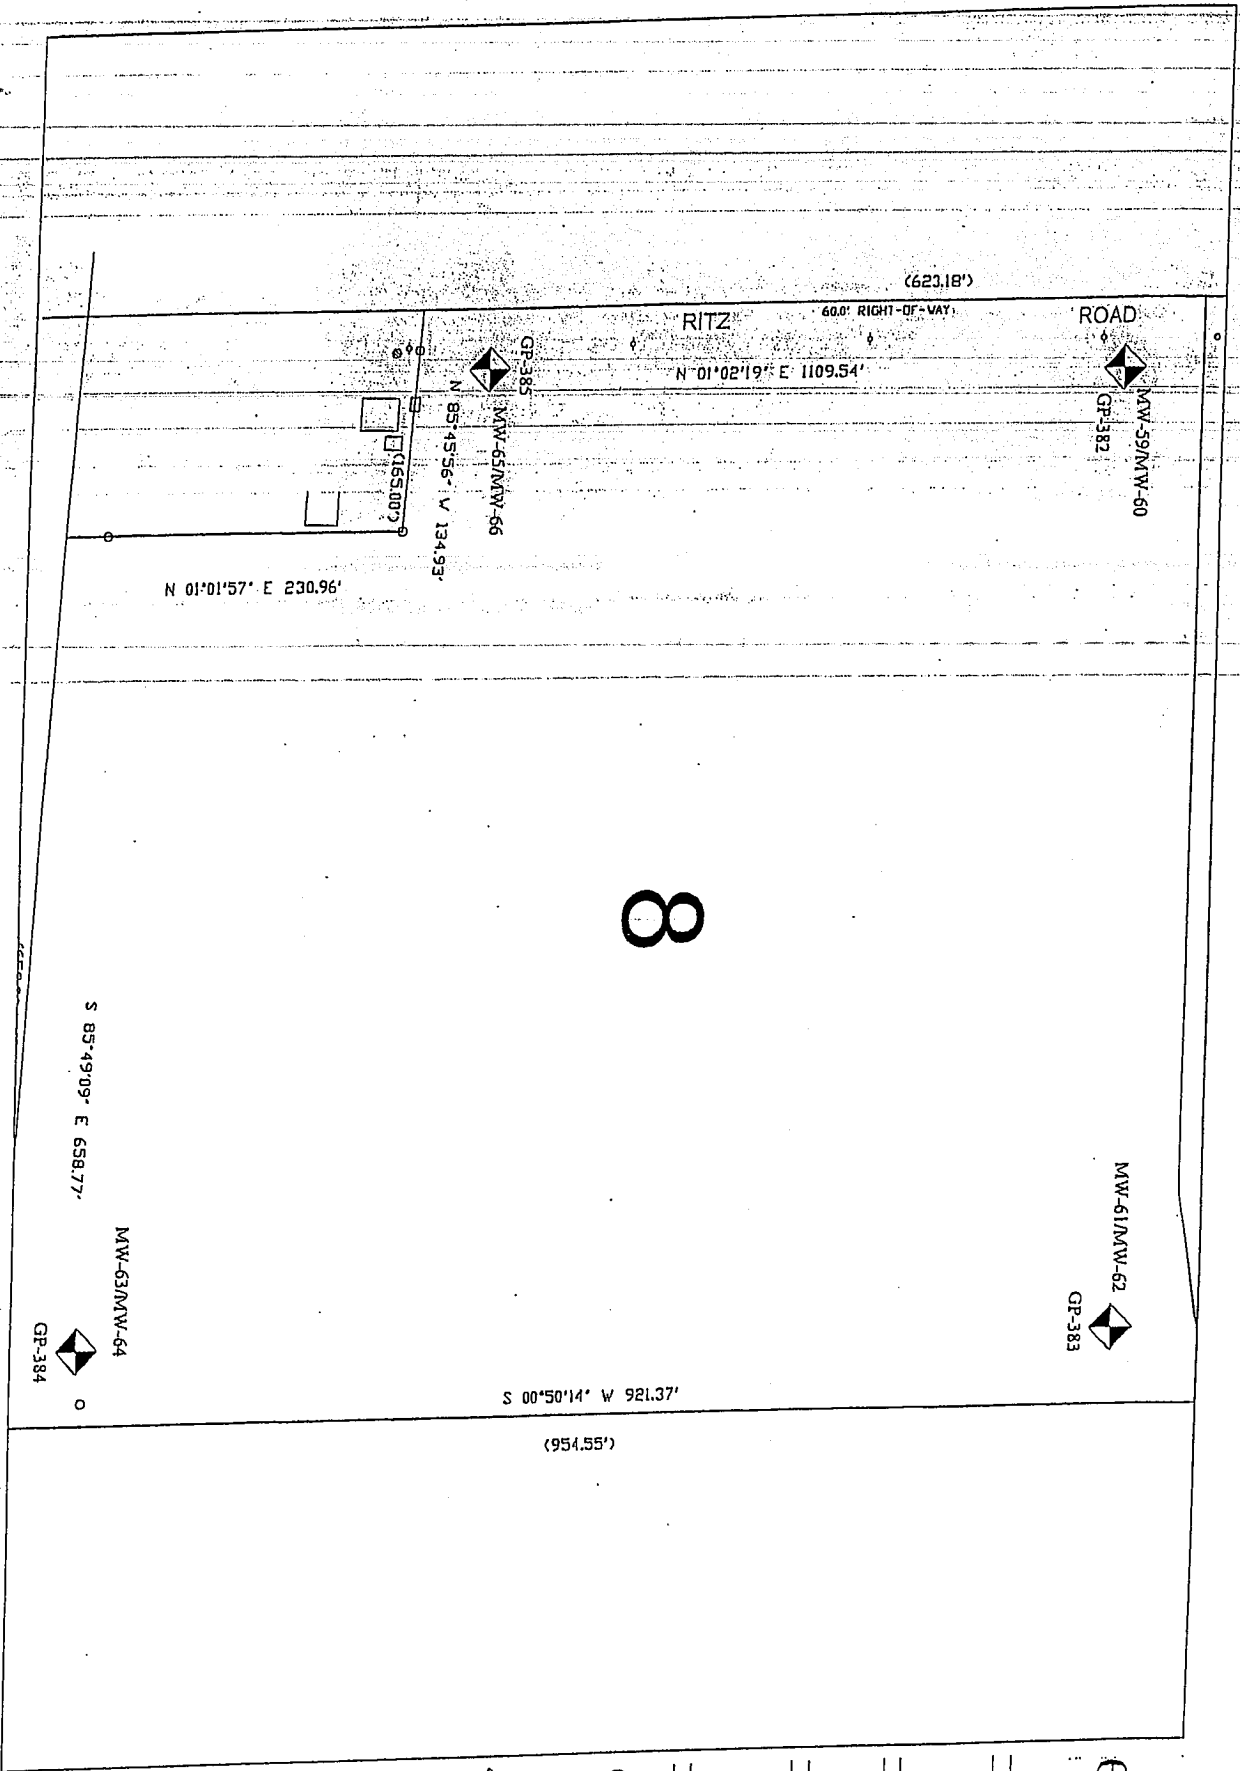 (623.18')
RITZ
60.0' RIGHT-OF-WAY
ROAD
N 01°02'19" E 1109.54'
GP-385
MW-65/MW-66
N 85°45'56" W 134.93'
(165.00')
MW-59/MW-60
GP-382
N 01°01'57" E 230.96'
8
S 85°49'09" E 658.77'
MW-63/MW-64
GP-384
MW-61/MW-62
GP-383
S 00°50'14" W 921.37'
(954.55')